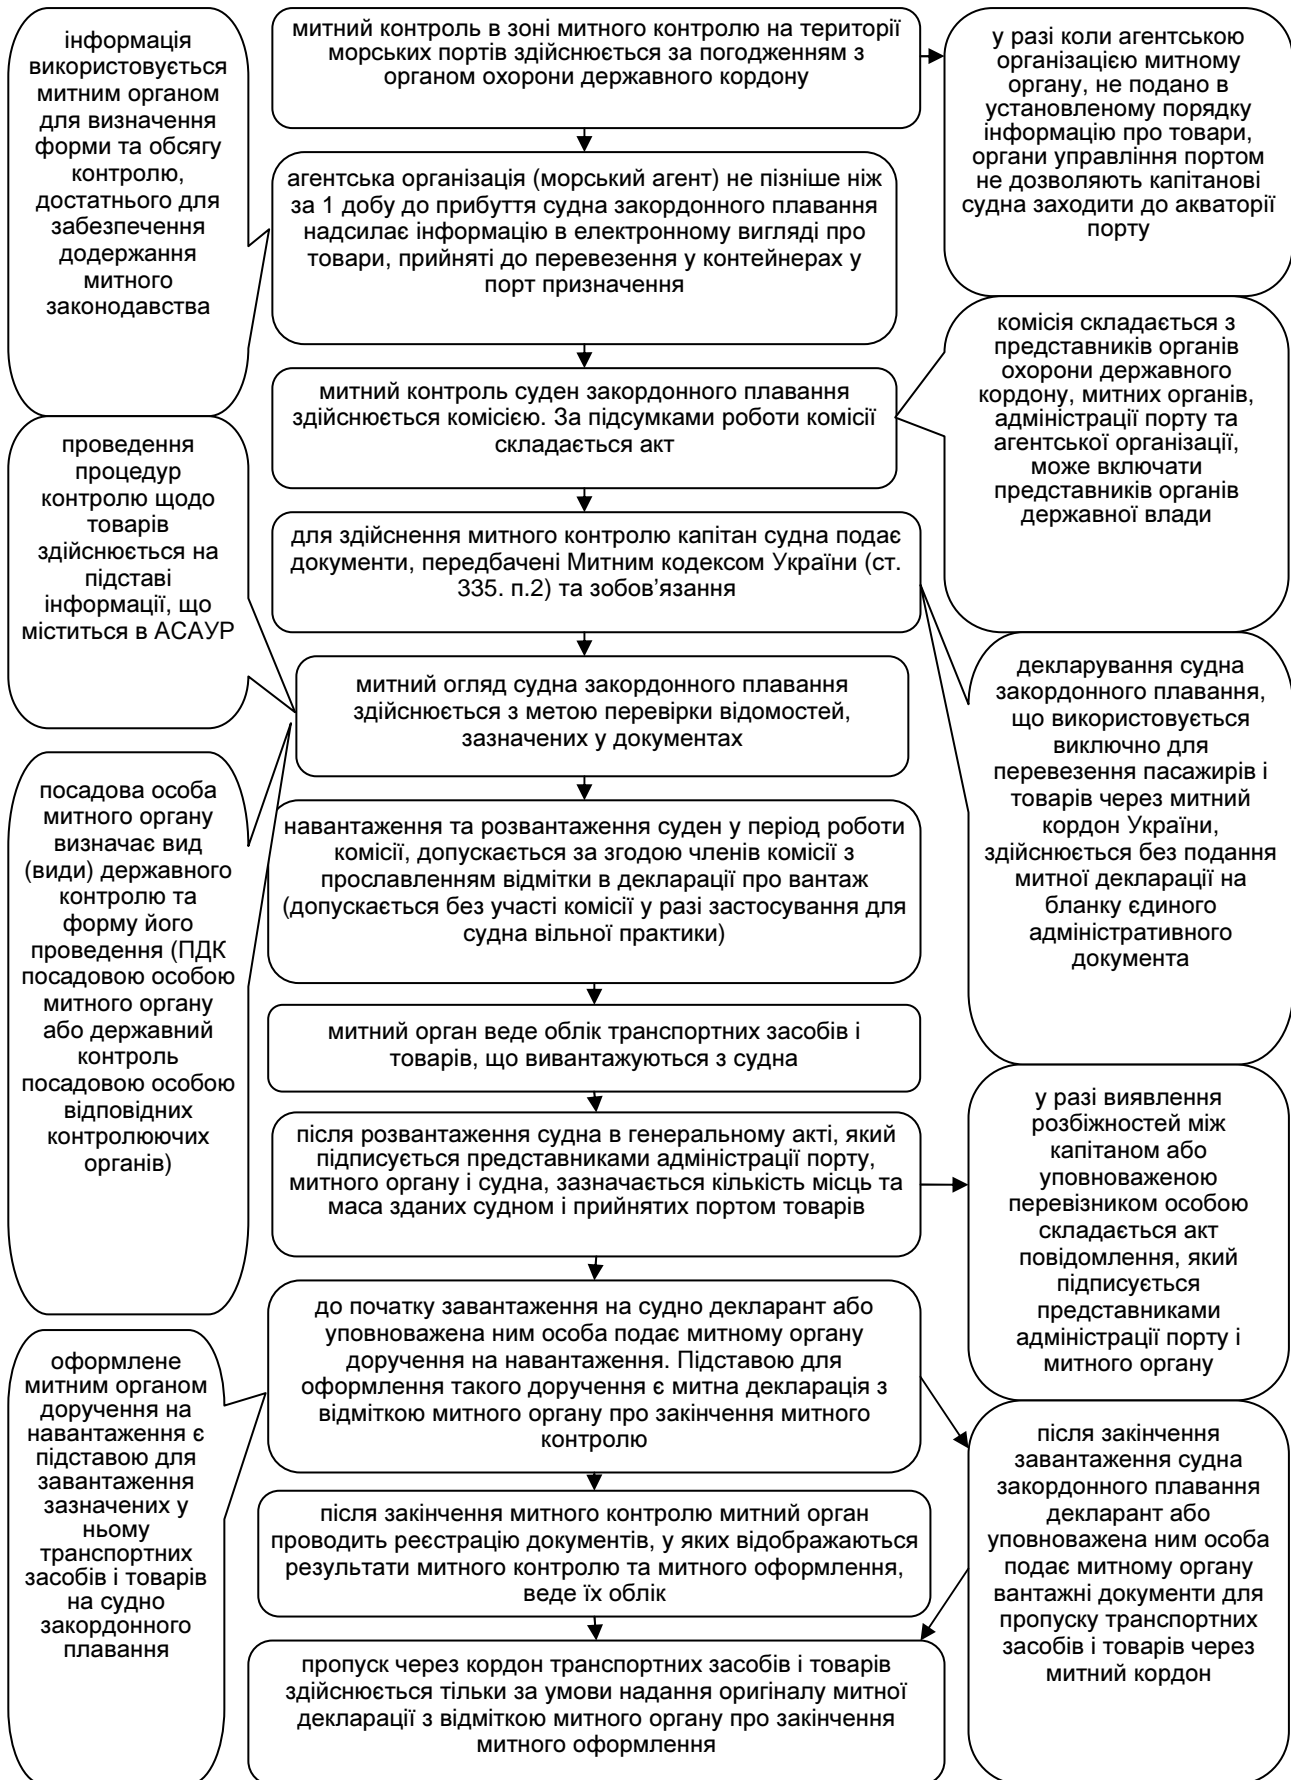 інформація
використовується
митним органом
для визначення
форми та обсягу
контролю,
достатнього для
забезпечення
додержання
митного
законодавства
митний контроль в зоні митного контролю на території
морських портів здійснюється за погодженням з
органом охорони державного кордону
у разі коли агентською
організацією митному
органу, не подано в
установленому порядку
інформацію про товари,
органи управління портом
не дозволяють капітанові
судна заходити до акваторії
порту
агентська організація (морський агент) не пізніше ніж
за 1 добу до прибуття судна закордонного плавання
надсилає інформацію в електронному вигляді про
товари, прийняті до перевезення у контейнерах у
порт призначення
комісія складається з
представників органів
охорони державного
кордону, митних органів,
адміністрації порту та
агентської організації,
може включати
представників органів
державної влади
митний контроль суден закордонного плавання
здійснюється комісією. За підсумками роботи комісії
складається акт
проведення
процедур
контролю щодо
товарів
здійснюється на
підставі
інформації, що
міститься в АСАУР
для здійснення митного контролю капітан судна подає
документи, передбачені Митним кодексом України (ст.
335. п.2) та зобов’язання
декларування судна
закордонного плавання,
що використовується
виключно для
перевезення пасажирів і
товарів через митний
кордон України,
здійснюється без подання
митної декларації на
бланку єдиного
адміністративного
документа
митний огляд судна закордонного плавання
здійснюється з метою перевірки відомостей,
зазначених у документах
посадова особа
митного органу
визначає вид
(види) державного
контролю та
форму його
проведення (ПДК
посадовою особою
митного органу
або державний
контроль
посадовою особою
відповідних
контролюючих
органів)
навантаження та розвантаження суден у період роботи
комісії, допускається за згодою членів комісії з
прославленням відмітки в декларації про вантаж
(допускається без участі комісії у разі застосування для
судна вільної практики)
митний орган веде облік транспортних засобів і
товарів, що вивантажуються з судна
після розвантаження судна в генеральному акті, який
підписується представниками адміністрації порту,
митного органу і судна, зазначається кількість місць та
маса зданих судном і прийнятих портом товарів
у разі виявлення
розбіжностей між
капітаном або
уповноваженою
перевізником особою
складається акт
повідомлення, який
підписується
представниками
адміністрації порту і
митного органу
до початку завантаження на судно декларант або
уповноважена ним особа подає митному органу
доручення на навантаження. Підставою для
оформлення такого доручення є митна декларація з
відміткою митного органу про закінчення митного
контролю
оформлене
митним органом
доручення на
навантаження є
підставою для
завантаження
зазначених у
ньому
транспортних
засобів і товарів
на судно
закордонного
плавання
після закінчення
завантаження судна
закордонного плавання
декларант або
уповноважена ним особа
подає митному органу
вантажні документи для
пропуску транспортних
засобів і товарів через
митний кордон
після закінчення митного контролю митний орган
проводить реєстрацію документів, у яких відображаються
результати митного контролю та митного оформлення,
веде їх облік
пропуск через кордон транспортних засобів і товарів
здійснюється тільки за умови надання оригіналу митної
декларації з відміткою митного органу про закінчення
митного оформлення